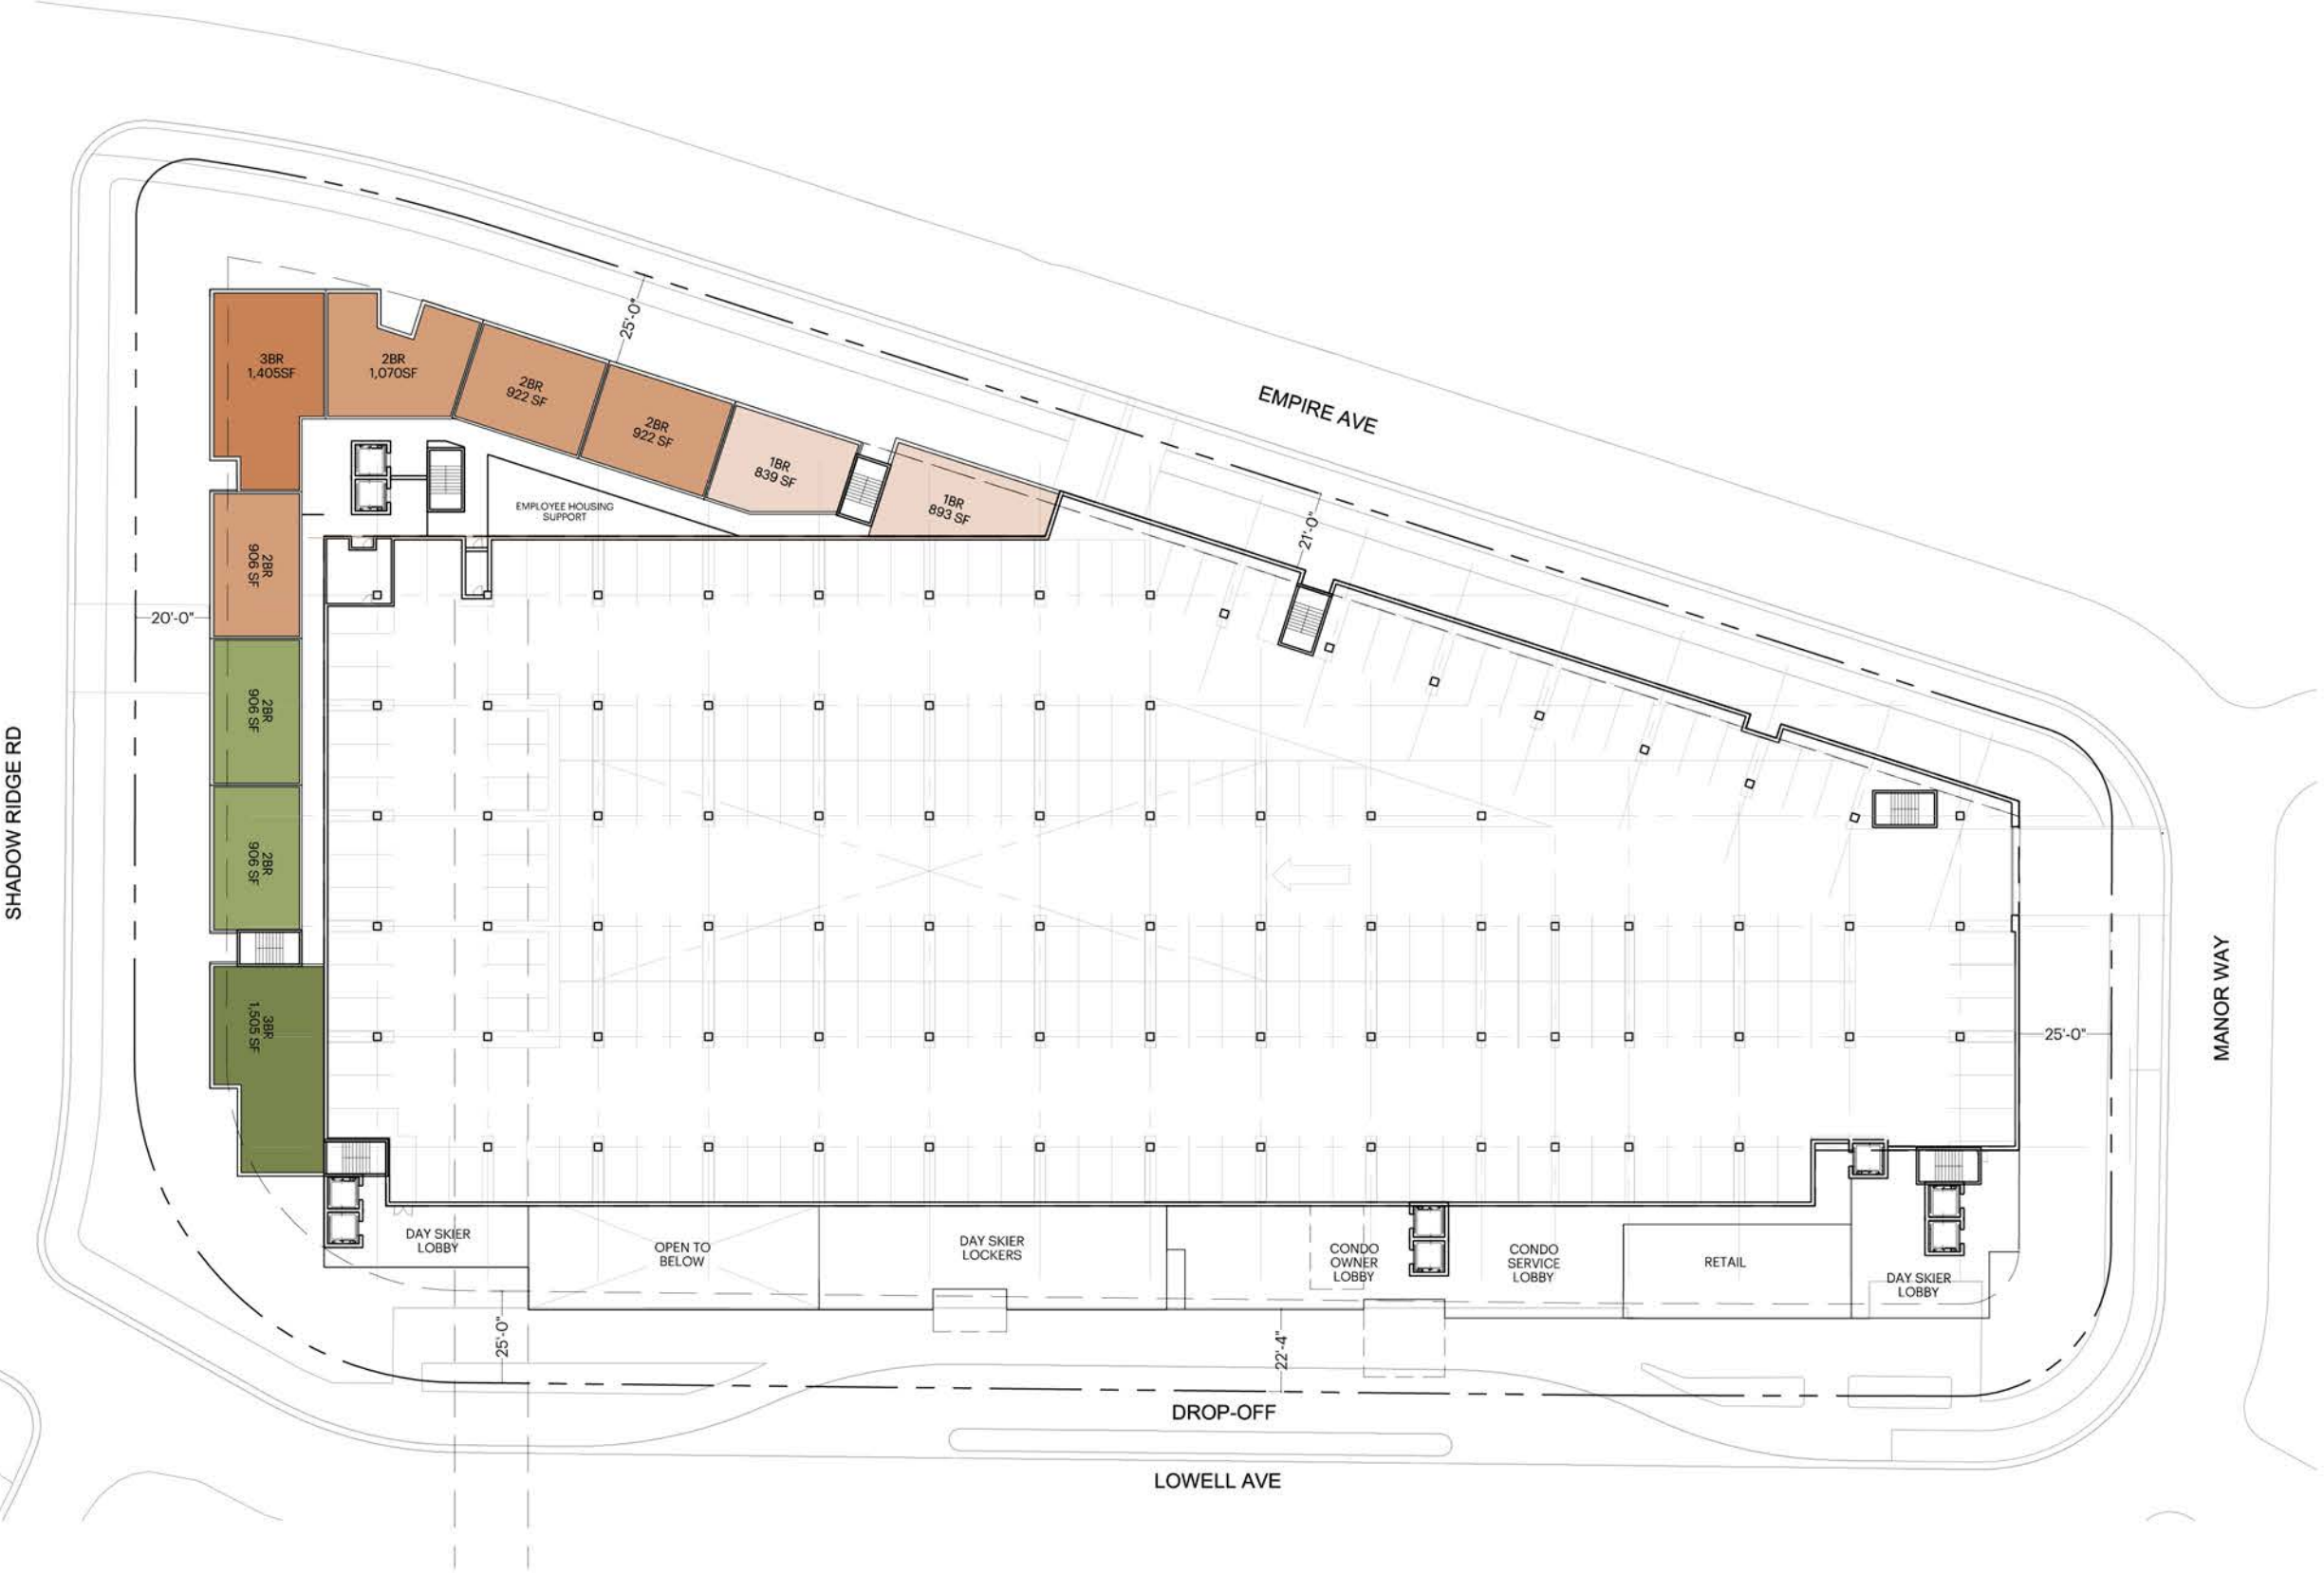 EMPIRE AVE
25'-0"
3BR
1,405SF
2BR
1,070SF
2BR
922 SF
2BR
922 SF
1BR
839 SF
1BR
893 SF
EMPLOYEE HOUSING
SUPPORT
21'-0"
2BR
906 SF
20'-0"
2BR
906 SF
2BR
906 SF
3BR
1,505 SF
SHADOW RIDGE RD
MANOR WAY
25'-0"
DAY SKIER
LOBBY
OPEN TO
BELOW
DAY SKIER
LOCKERS
CONDO
OWNER
LOBBY
CONDO
SERVICE
LOBBY
RETAIL
DAY SKIER
LOBBY
25'-0"
22'-4"
DROP-OFF
LOWELL AVE